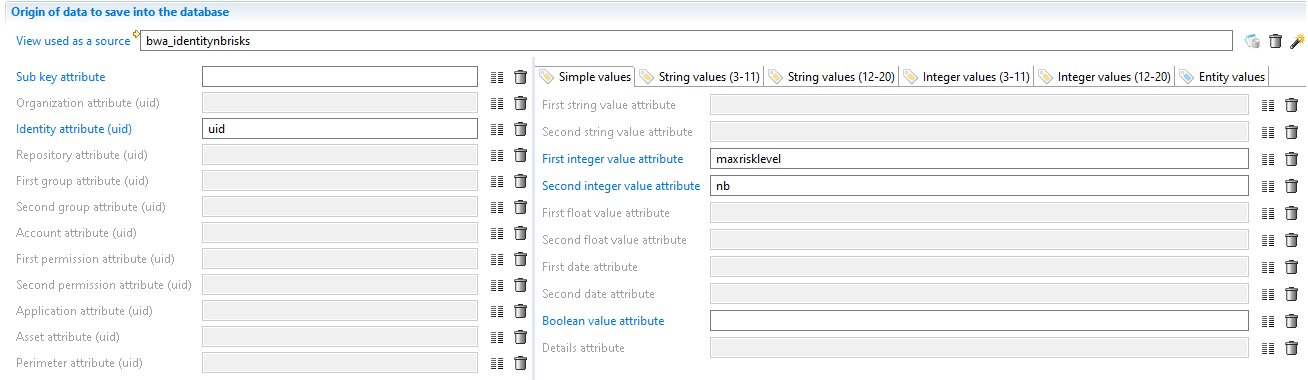 Origin of data to save into the database
View used as a source bwa_identitynbrisks
Sub key attribute
Organization attribute (uid)
Identity attribute (uid) uid
Repository attribute (uid)
First group attribute (uid)
Second group attribute (uid)
Account attribute (uid)
First permission attribute (uid)
Second permission attribute (uid)
Application attribute (uid)
Asset attribute (uid)
Perimeter attribute (uid)
Simple values String values (3-11) String values (12-20) Integer values (3-11) Integer values (12-20) Entity values
First string value attribute
Second string value attribute
First integer value attribute maxrisklevel
Second integer value attribute nb
First float value attribute
Second float value attribute
First date attribute
Second date attribute
Boolean value attribute
Details attribute